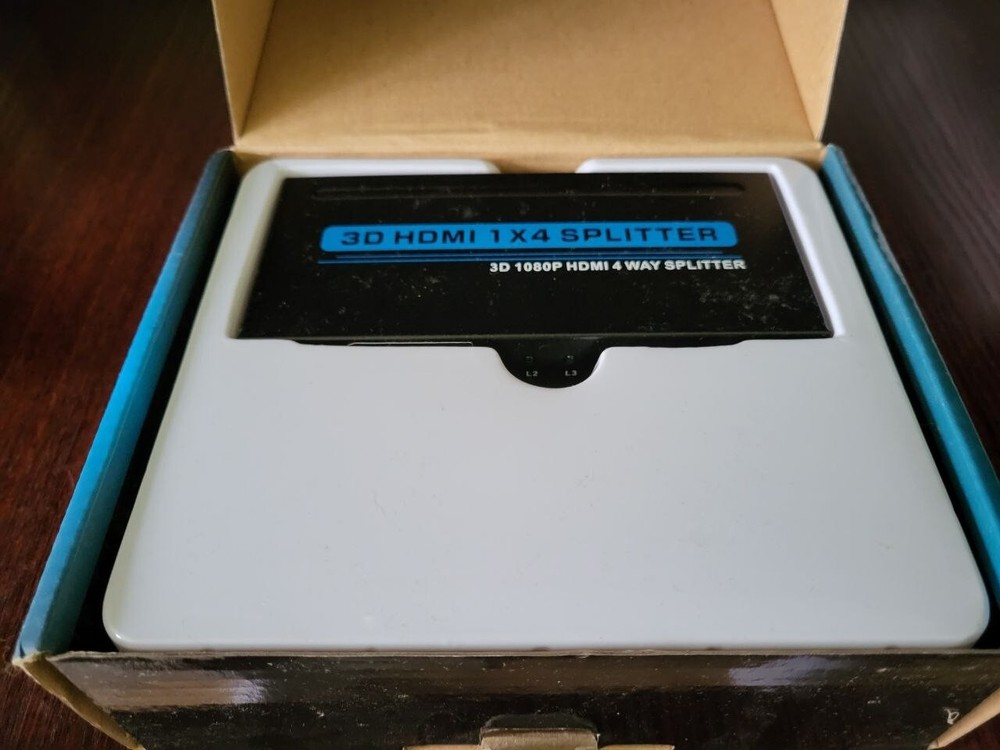 3D HDMI 1X4 SPLITTER
3D 1080P HDMI 4 WAY SPLITTER
L2 L3